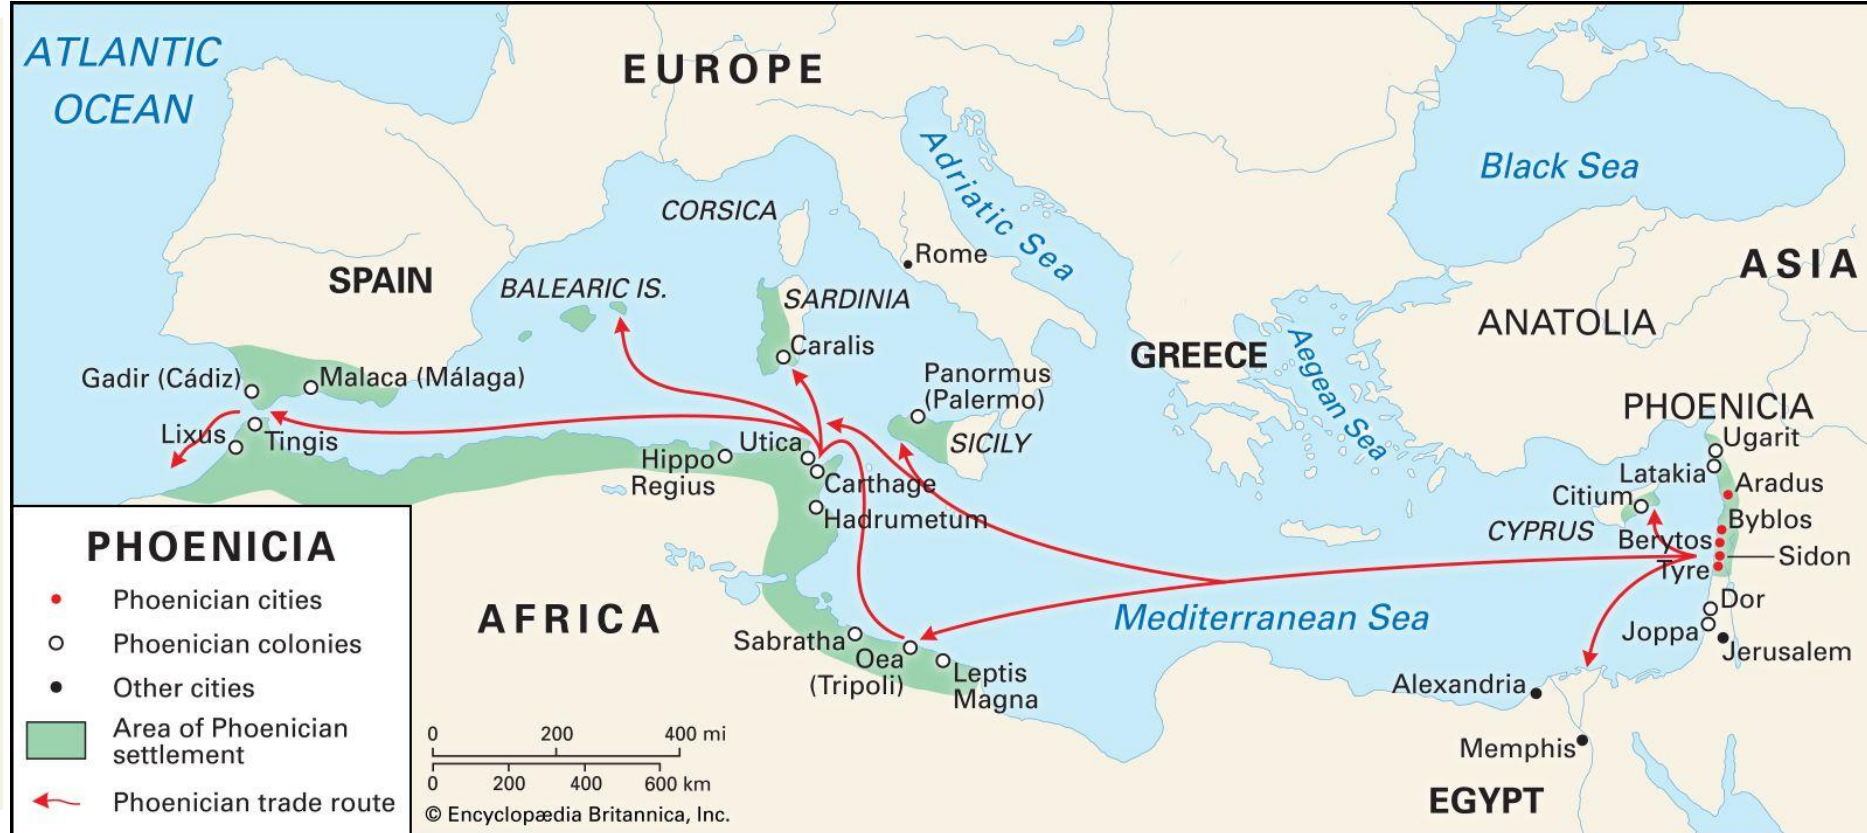 ATLANTIC
OCEAN
EUROPE
Adriatic Sea
Black Sea
CORSICA
Rome
ASIA
SPAIN
BALEARIC IS.
SARDINIA
ANATOLIA
Caralis
GREECE
Aegean Sea
Gadir (Cádiz)
Malaca (Málaga)
Panormus
(Palermo)
PHOENICIA
Lixus
Tingis
Utica
SICILY
Ugarit
Hippo
Regius
Carthage
Latakia
Aradus
Citium
Hadrumetum
CYPRUS
Byblos
Berytos
Sidon
Tyre
AFRICA
Mediterranean Sea
Dor
Joppa
Jerusalem
Sabratha
Oea
(Tripoli)
Leptis
Magna
Alexandria
Memphis
EGYPT
PHOENICIA
Phoenician cities
Phoenician colonies
Other cities
Area of Phoenician
settlement
Phoenician trade route
0 200 400 mi
0 200 400 600 km
© Encyclopædia Britannica, Inc.